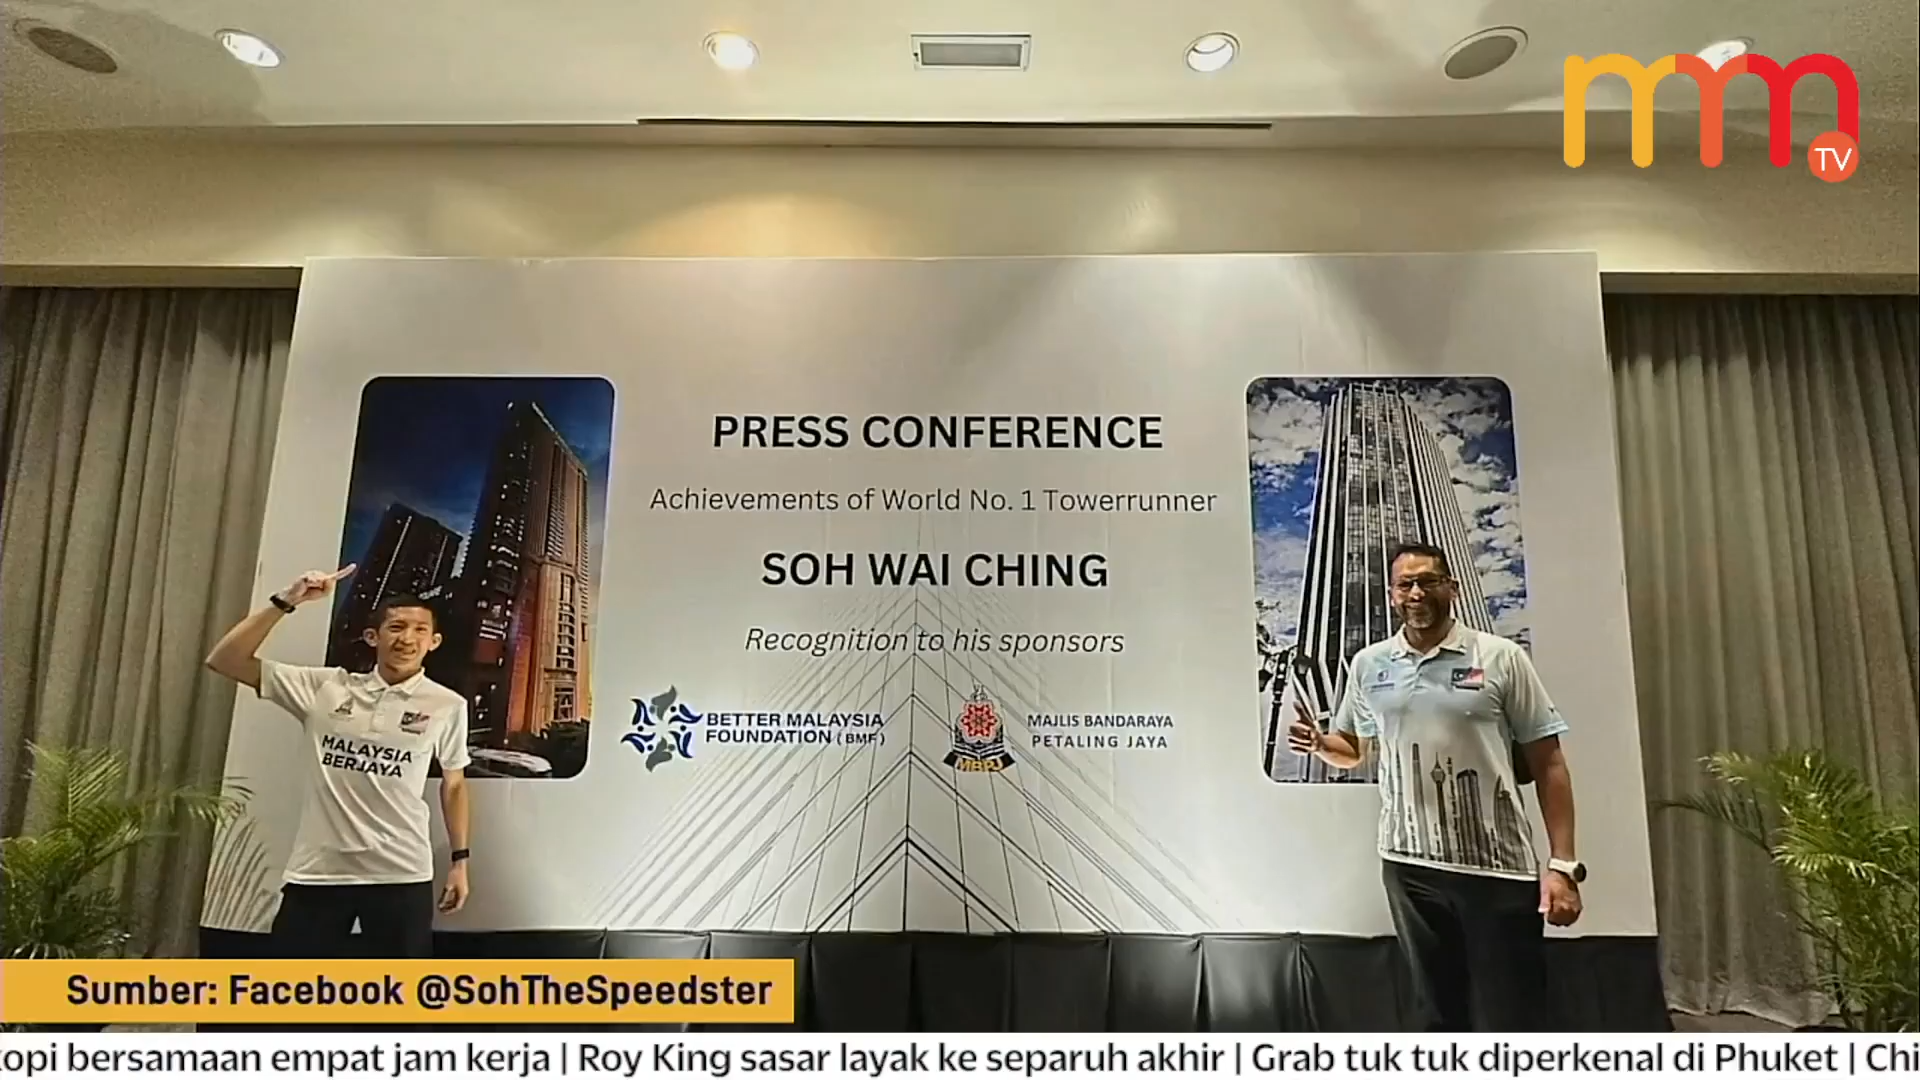 mm
TV
PRESS CONFERENCE
Achievements of World No. 1 Towerrunner
SOH WAI CHING
Recognition to his sponsors
BETTER MALAYSIA
FOUNDATION (BMF)
MBPJ
MAJLIS BANDARAYA
PETALING JAYA
MALAYSIA
BERJAYA
Sumber: Facebook @SohTheSpeedster
kopi bersamaan empat jam kerja | Roy King sasar layak ke separuh akhir | Grab tuk tuk diperkenal di Phuket | Chi